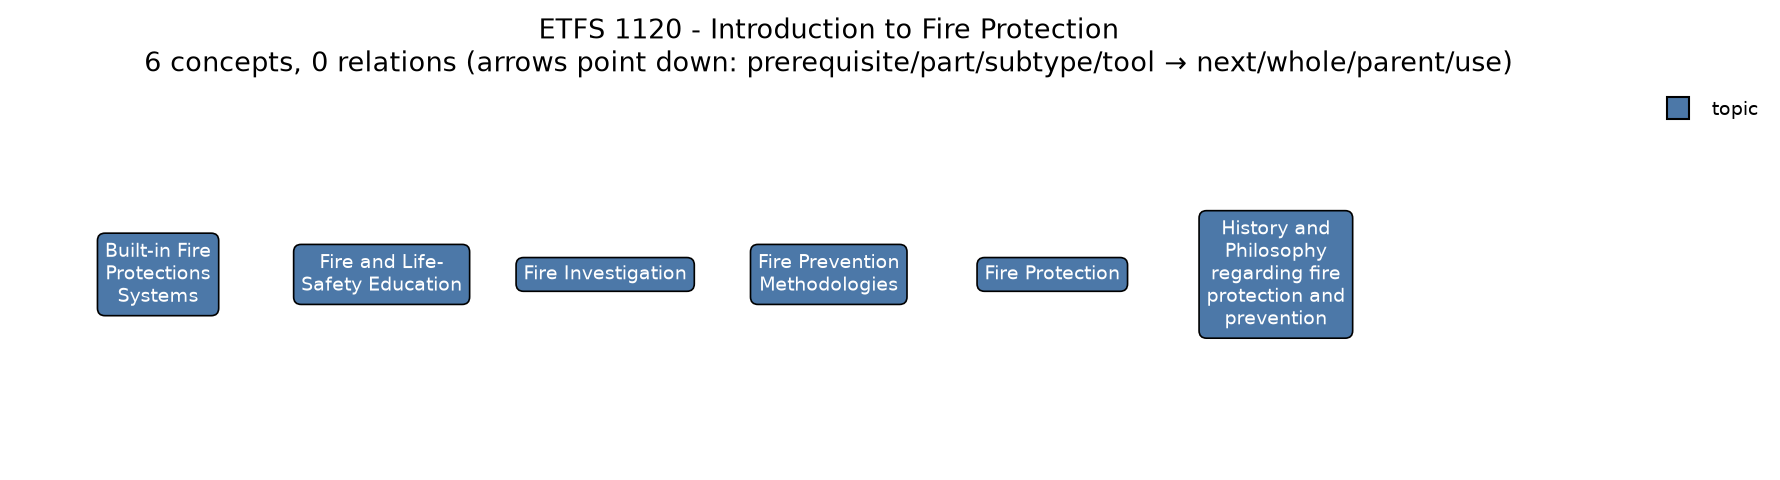 ETFS 1120 - Introduction to Fire Protection
6 concepts, 0 relations (arrows point down: prerequisite/part/subtype/tool → next/whole/parent/use)
topic
Built-in Fire
Protections
Systems
Fire and Life-
Safety Education
Fire Investigation
Fire Prevention
Methodologies
Fire Protection
History and
Philosophy
regarding fire
protection and
prevention